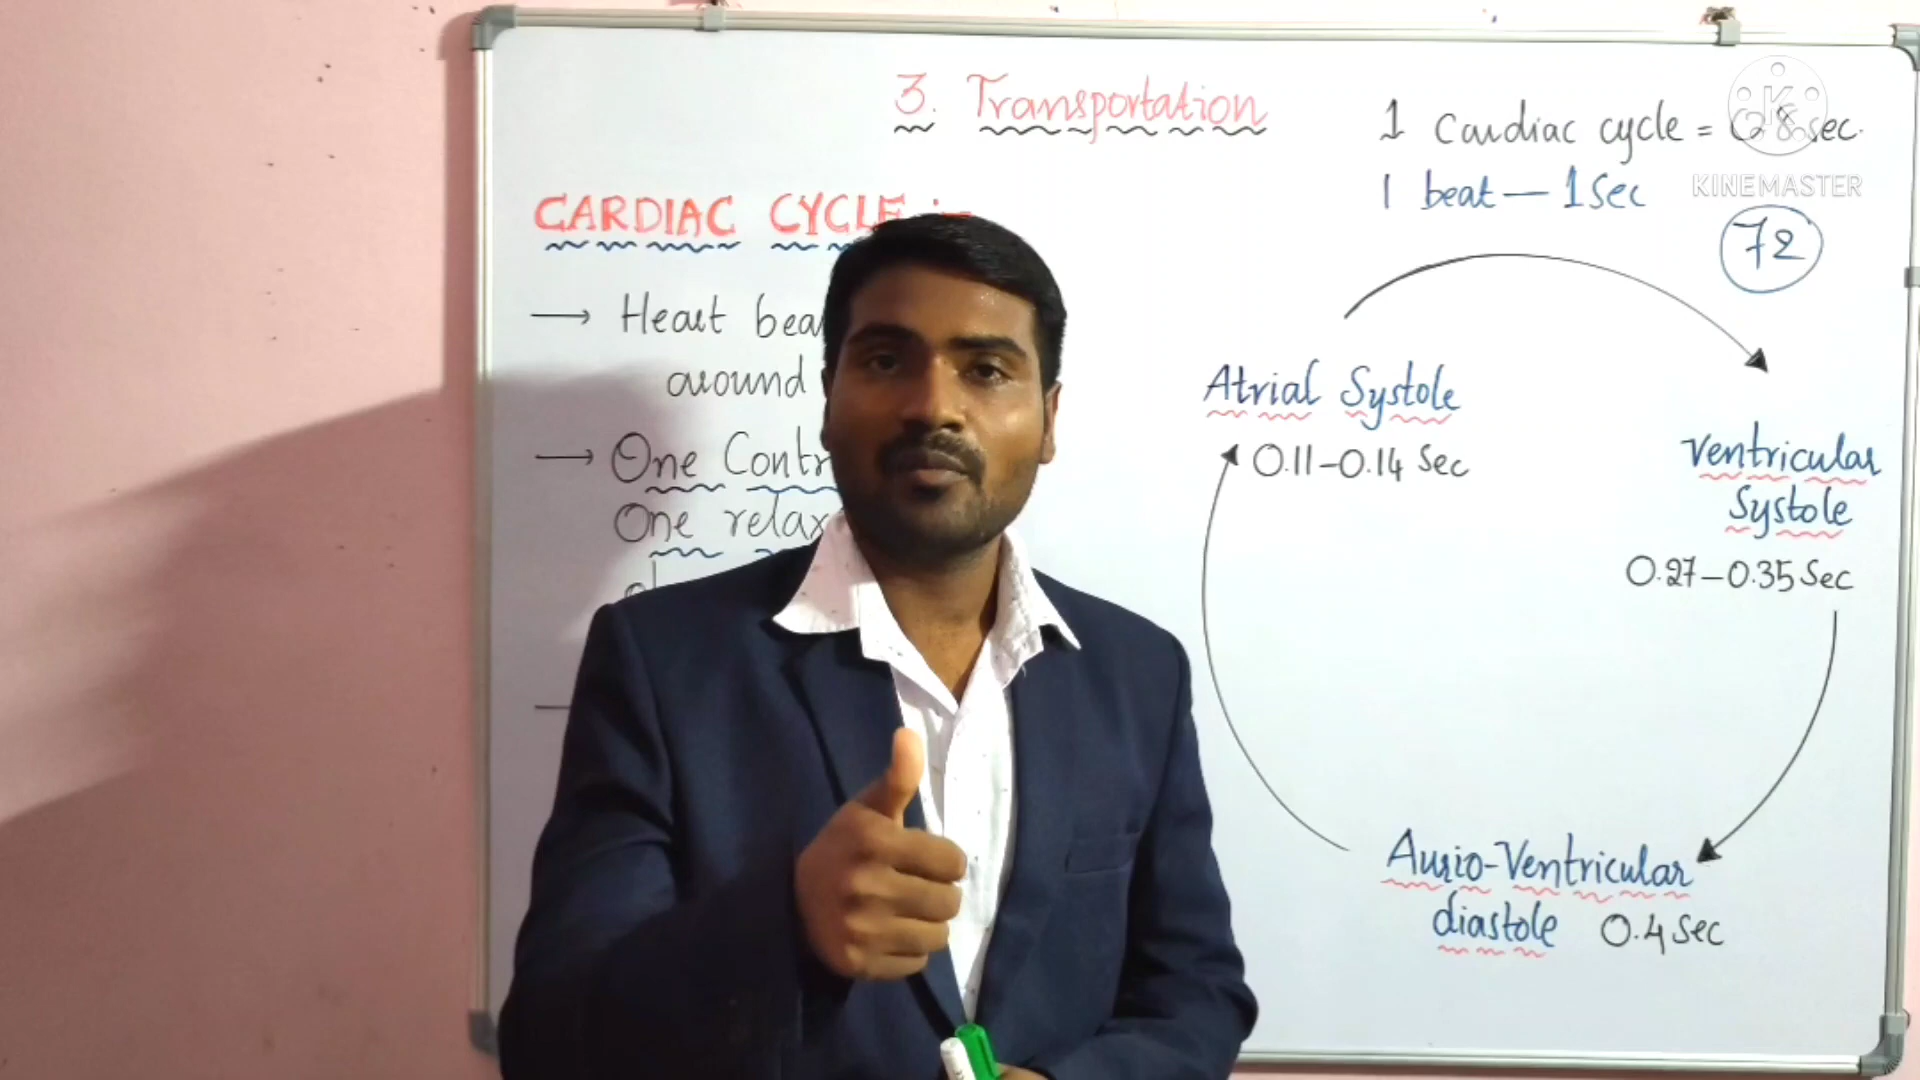 3. Transportation
1 Cardiac cycle = 0.8 sec.
1 beat — 1 Sec
KINEMASTER
72
CARDIAC CYCLE :-
→ Heart bea
around
→ One Contr
One relax
Atrial Systole
0.11–0.14 Sec
Ventricular
Systole
0.27–0.35 Sec
Aurio-Ventricular
diastole 0.4 Sec